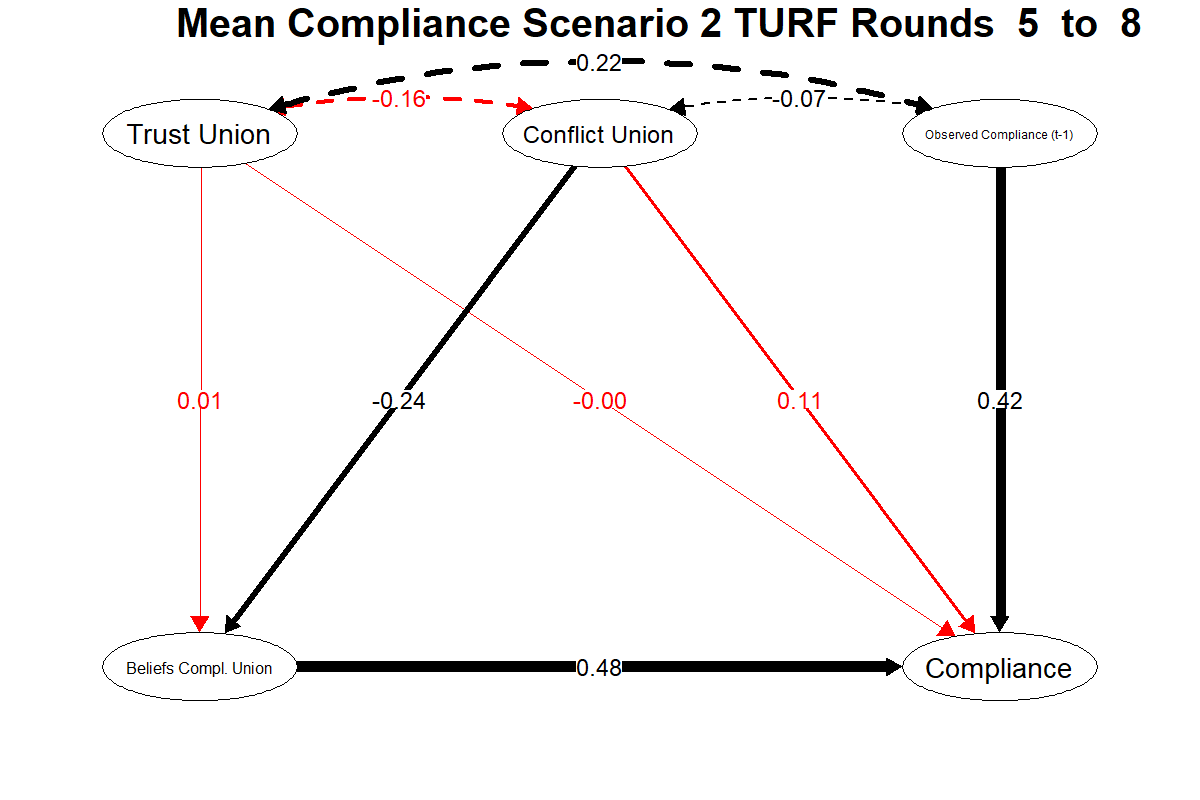 Mean Compliance Scenario 2 TURF Rounds  5  to  8
0.22
-0.16
-0.07
Trust Union
Conflict Union
Observed Compliance (t-1)
0.01
-0.24
-0.00
0.11
0.42
Beliefs Compl. Union
0.48
Compliance